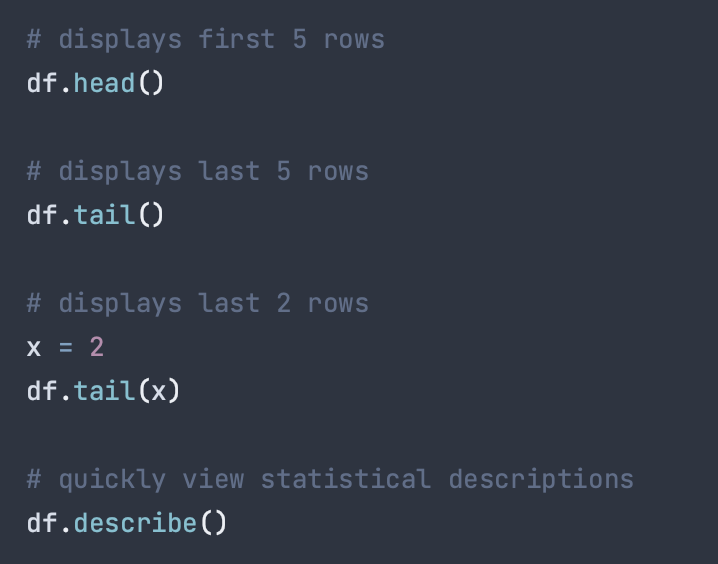 # displays first 5 rows
df.head()
# displays last 5 rows
df.tail()
# displays last 2 rows
x = 2
df.tail(x)
# quickly view statistical descriptions
df.describe()